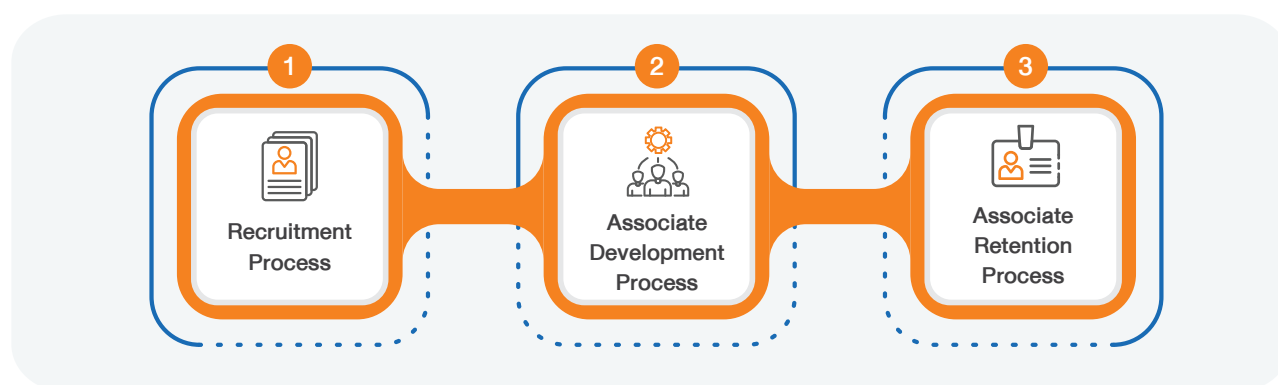 1
Recruitment
Process
2
Associate
Development
Process
3
Associate
Retention
Process